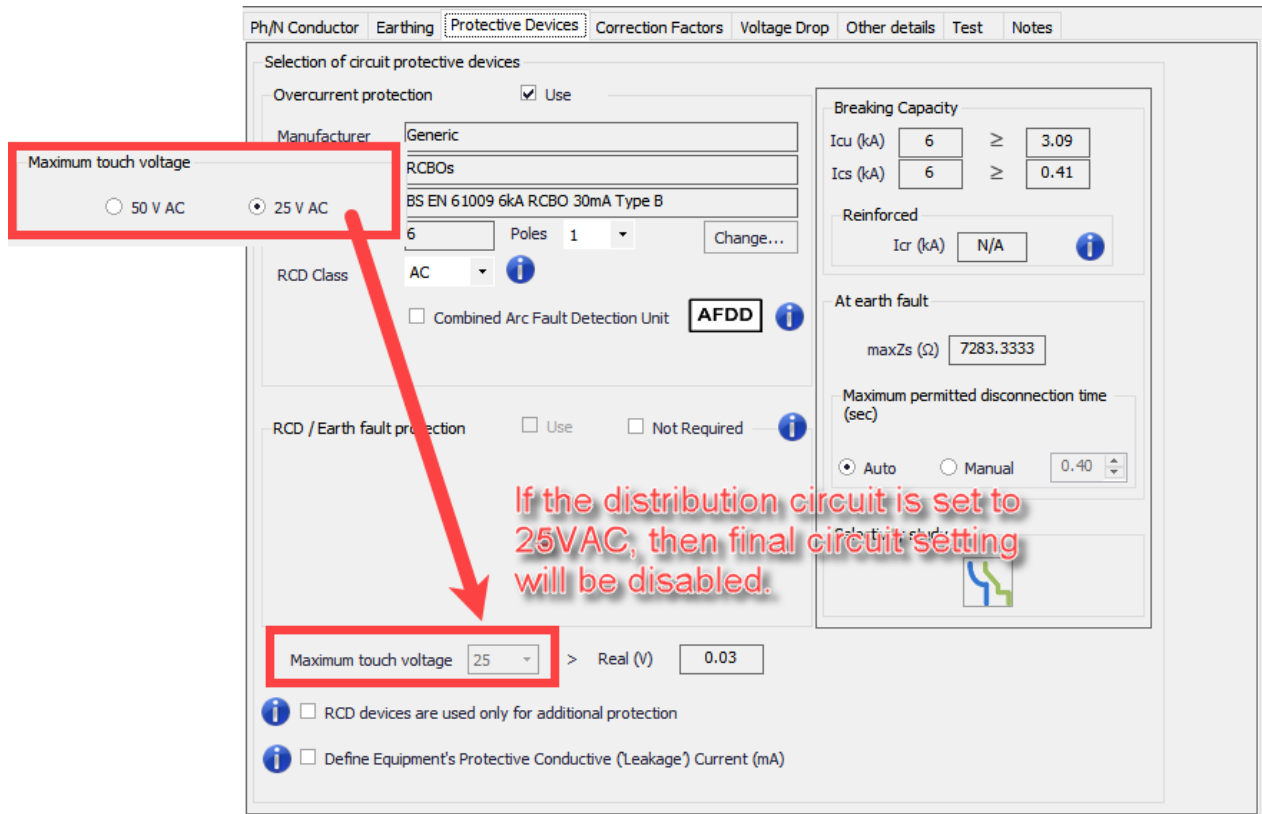 Ph/N Conductor Earthing Protective Devices Correction Factors Voltage Drop Other details Test Notes
Selection of circuit protective devices
Overcurrent protection Use
Manufacturer Generic
RCBOs
BS EN 61009 6kA RCBO 30mA Type B
6 Poles 1 Change...
RCD Class AC
Combined Arc Fault Detection Unit AFDD
Maximum touch voltage
50 V AC 25 V AC
RCD / Earth fault protection Use Not Required
Breaking Capacity
Icu (kA) 6 ≥ 3.09
Ics (kA) 6 ≥ 0.41
Reinforced
Icr (kA) N/A
At earth fault
maxZs (Ω) 7283.3333
Maximum permitted disconnection time
(sec)
Auto Manual 0.40
Selectivity study
If the distribution circuit is set to
25VAC, then final circuit setting
will be disabled.
Maximum touch voltage 25 > Real (V) 0.03
RCD devices are used only for additional protection
Define Equipment's Protective Conductive ('Leakage') Current (mA)